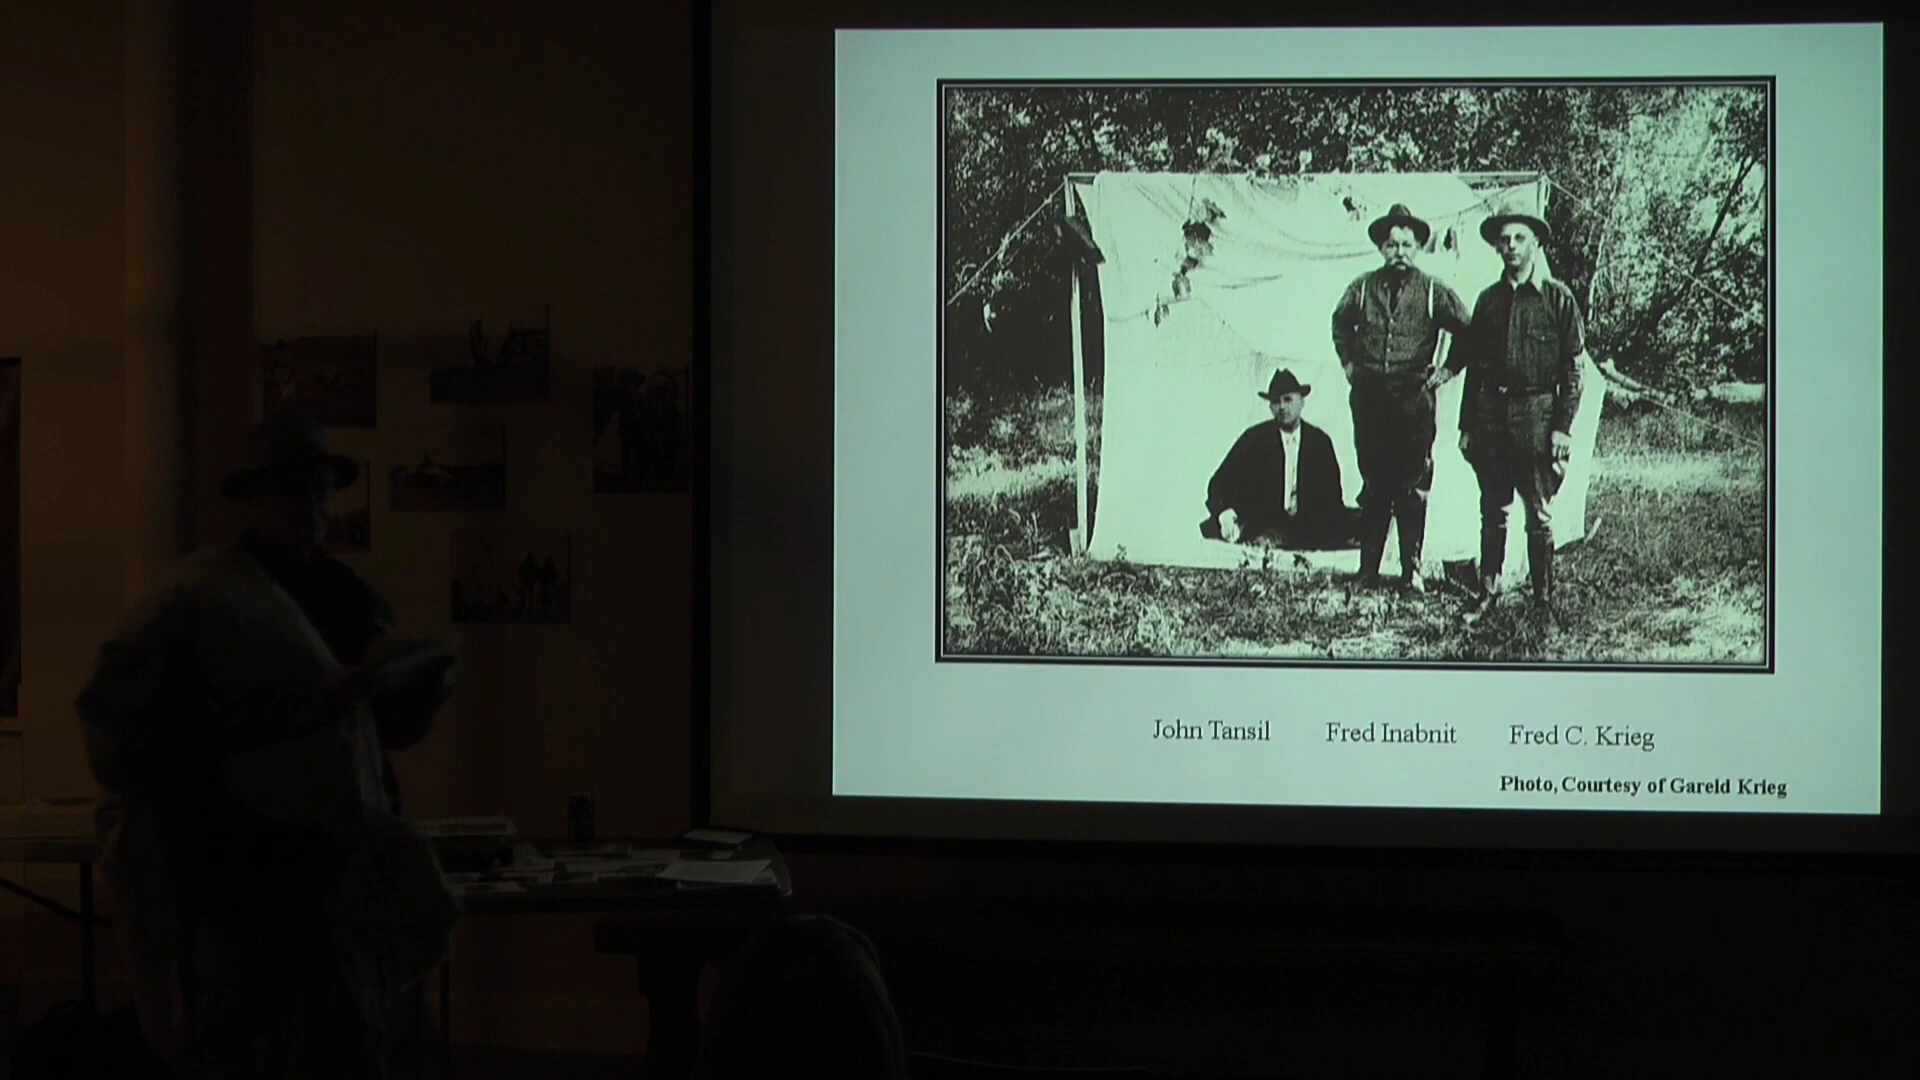 John Tansil Fred Inabnit Fred C. Krieg
Photo, Courtesy of Gareld Krieg